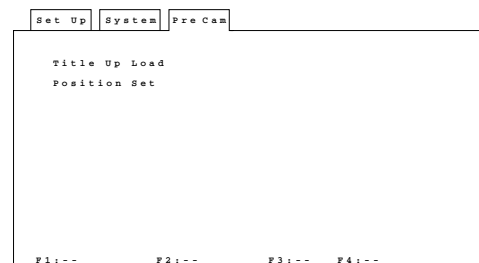 Set Up System Pre Cam
Title Up Load
Position Set
F1:-- F2:-- F3:-- F4:--